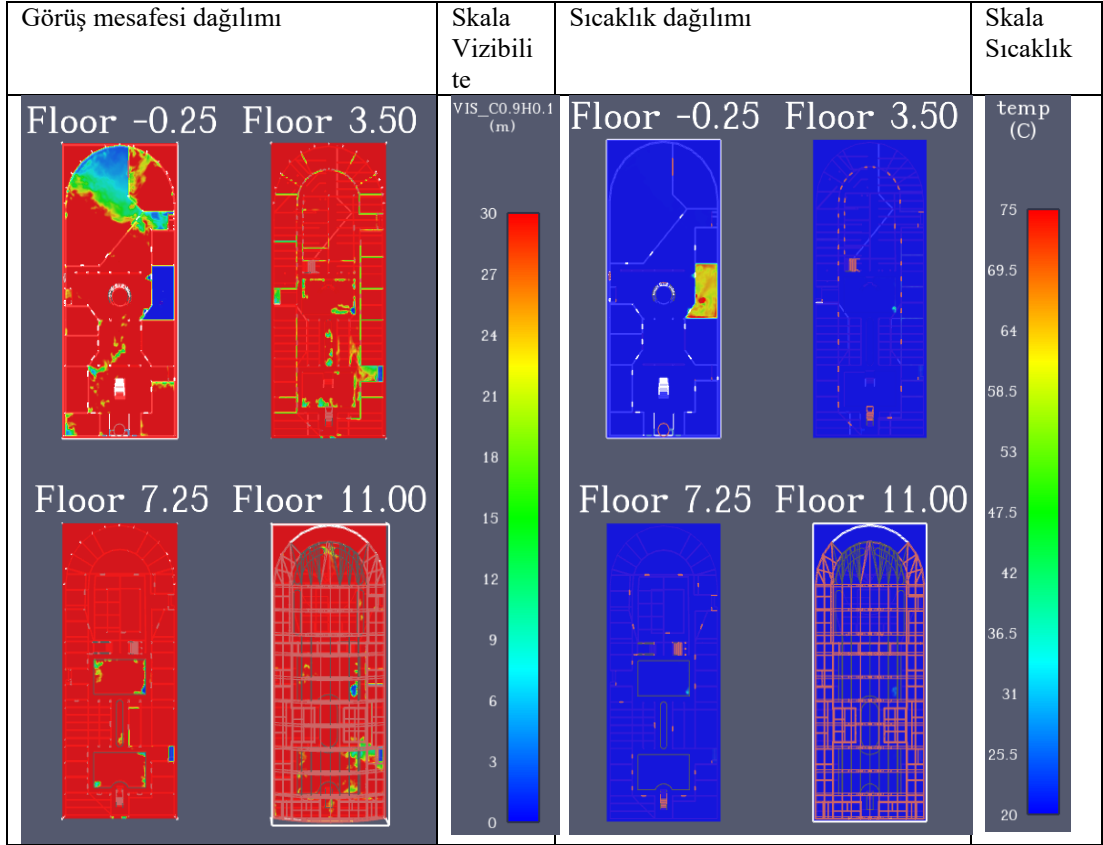 Görüş mesafesi dağılımı
Skala
Vizibili
te
Sıcaklık dağılımı
Skala
Sıcaklık
Floor -0.25 Floor 3.50
VIS_C0.9H0.1
(m)
30
27
24
21
18
15
12
9
6
3
0
Floor 7.25 Floor 11.00
Floor -0.25 Floor 3.50
Floor 7.25 Floor 11.00
temp
(C)
75
69.5
64
58.5
53
47.5
42
36.5
31
25.5
20